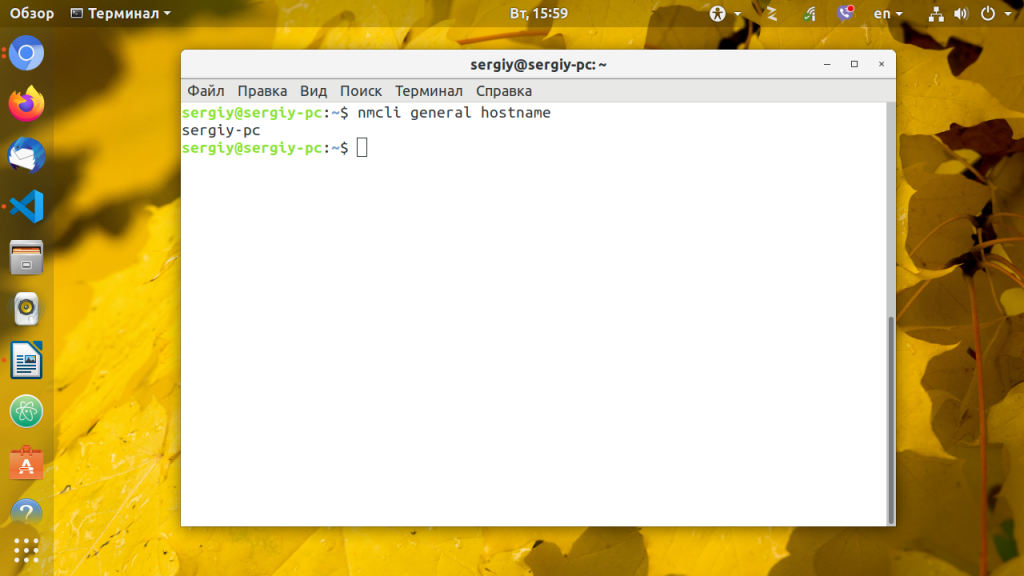 Обзор Терминал Вт, 15:59 en
sergiy@sergiy-pc: ~
Файл Правка Вид Поиск Терминал Справка
sergiy@sergiy-pc:~$ nmcli general hostname
sergiy-pc
sergiy@sergiy-pc:~$